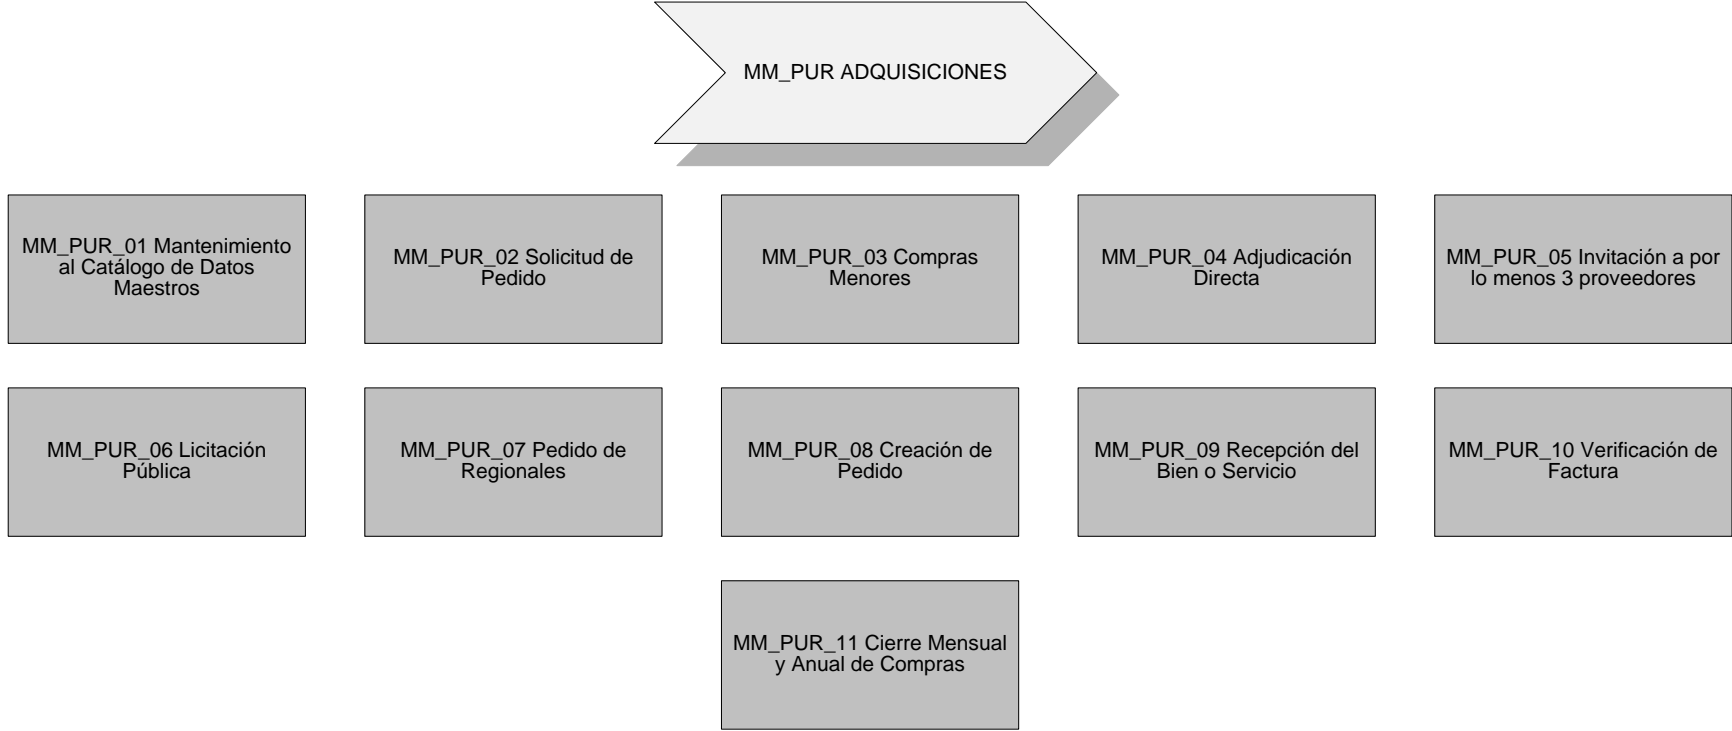 MM_PUR ADQUISICIONES
MM_PUR_01 Mantenimiento
al Catálogo de Datos
Maestros
MM_PUR_02 Solicitud de
Pedido
MM_PUR_03 Compras
Menores
MM_PUR_04 Adjudicación
Directa
MM_PUR_05 Invitación a por
lo menos 3 proveedores
MM_PUR_06 Licitación
Pública
MM_PUR_07 Pedido de
Regionales
MM_PUR_08 Creación de
Pedido
MM_PUR_09 Recepción del
Bien o Servicio
MM_PUR_10 Verificación de
Factura
MM_PUR_11 Cierre Mensual
y Anual de Compras